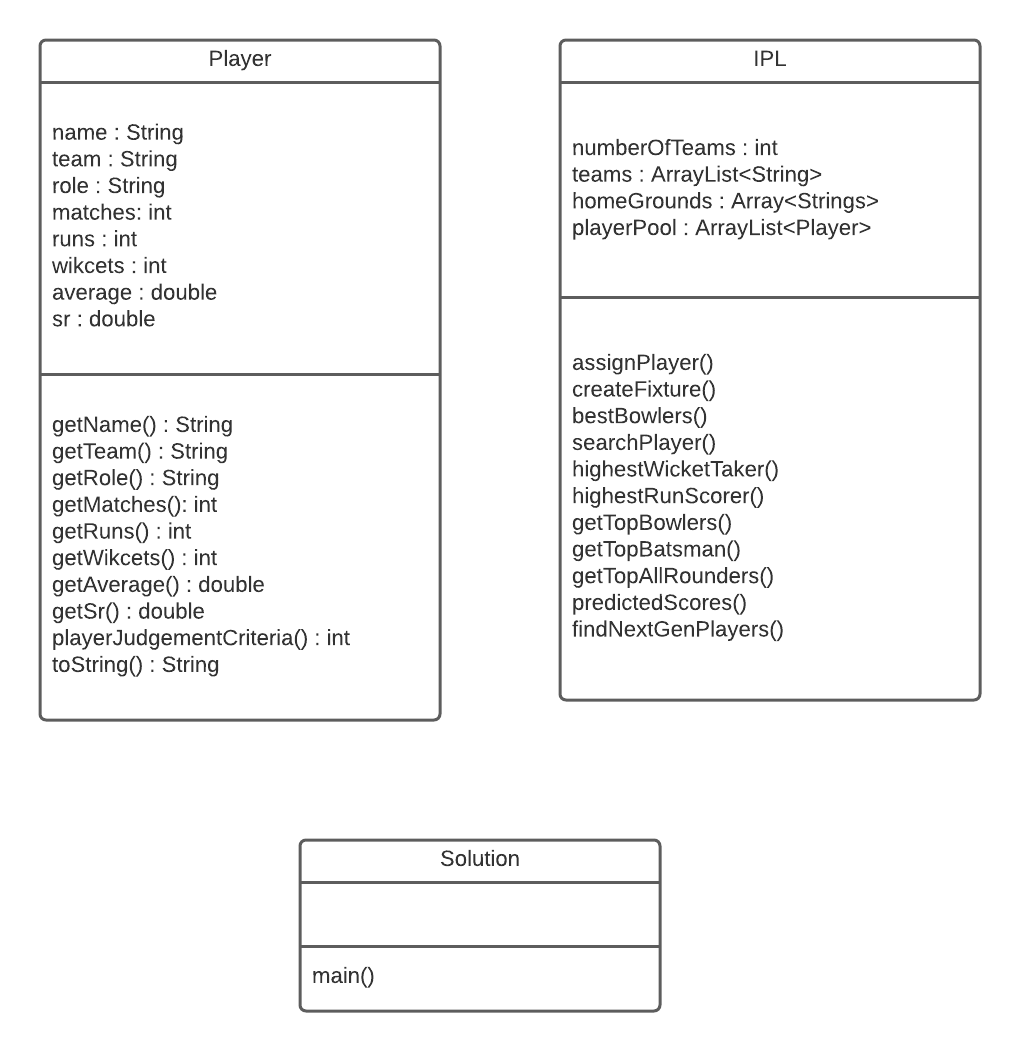 Player
name : String
team : String
role : String
matches: int
runs : int
wikcets : int
average : double
sr : double
getName() : String
getTeam() : String
getRole() : String
getMatches(): int
getRuns() : int
getWikcets() : int
getAverage() : double
getSr() : double
playerJudgementCriteria() : int
toString() : String
IPL
numberOfTeams : int
teams : ArrayList<String>
homeGrounds : Array<Strings>
playerPool : ArrayList<Player>
assignPlayer()
createFixture()
bestBowlers()
searchPlayer()
highestWicketTaker()
highestRunScorer()
getTopBowlers()
getTopBatsman()
getTopAllRounders()
predictedScores()
findNextGenPlayers()
Solution
main()